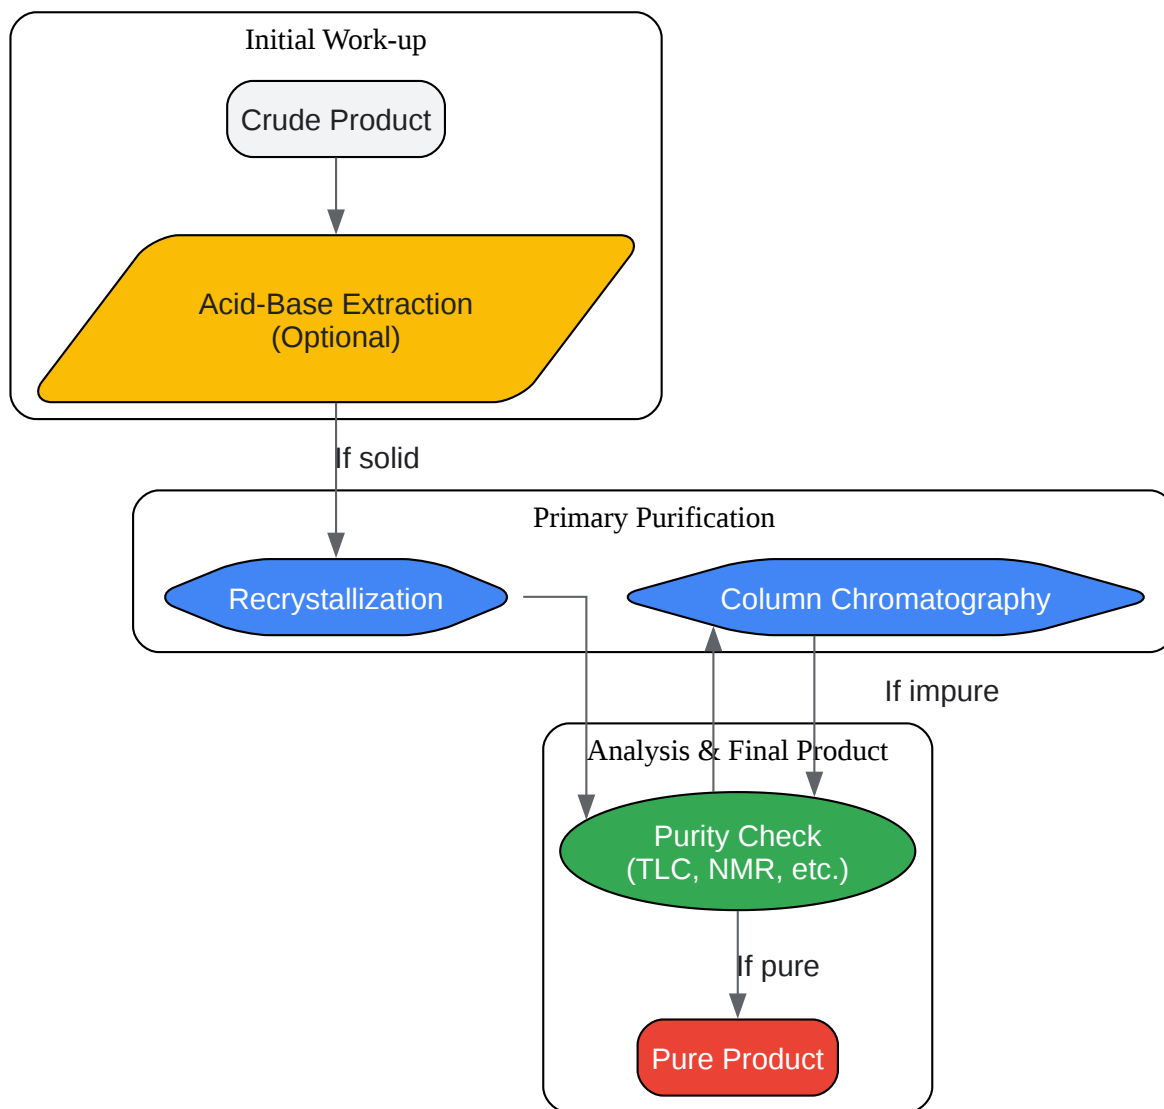 Initial Work-up
Crude Product
Acid-Base Extraction
(Optional)
If solid
Primary Purification
Recrystallization
Column Chromatography
If impure
Analysis & Final Product
Purity Check
(TLC, NMR, etc.)
If pure
Pure Product